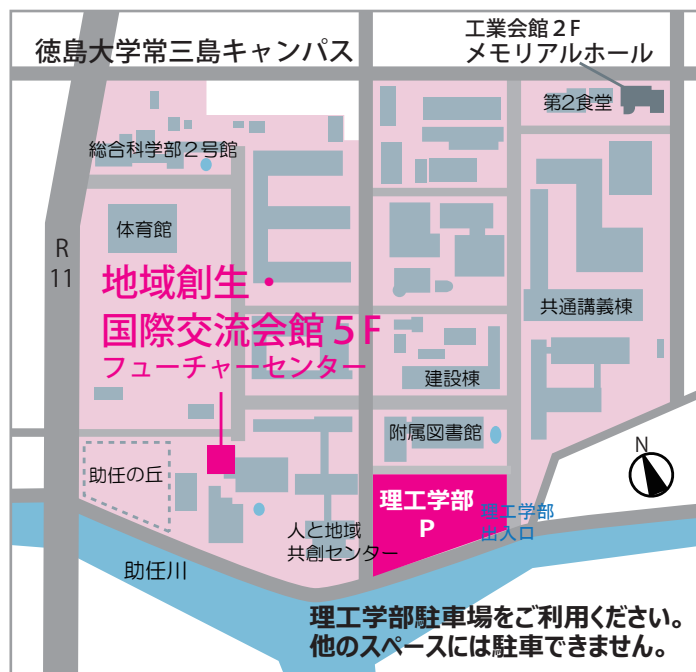 徳島大学常三島キャンパス
工業会館2F
メモリアルホール
第2食堂
総合科学部２号館
体育館
R
11
地域創生・
国際交流会館５F
フューチャーセンター
共通講義棟
建設棟
附属図書館
助任の丘
理工学部
P
理工学部
出入口
N
人と地域
共創センター
助任川
理工学部駐車場をご利用ください。
他のスペースには駐車できません。